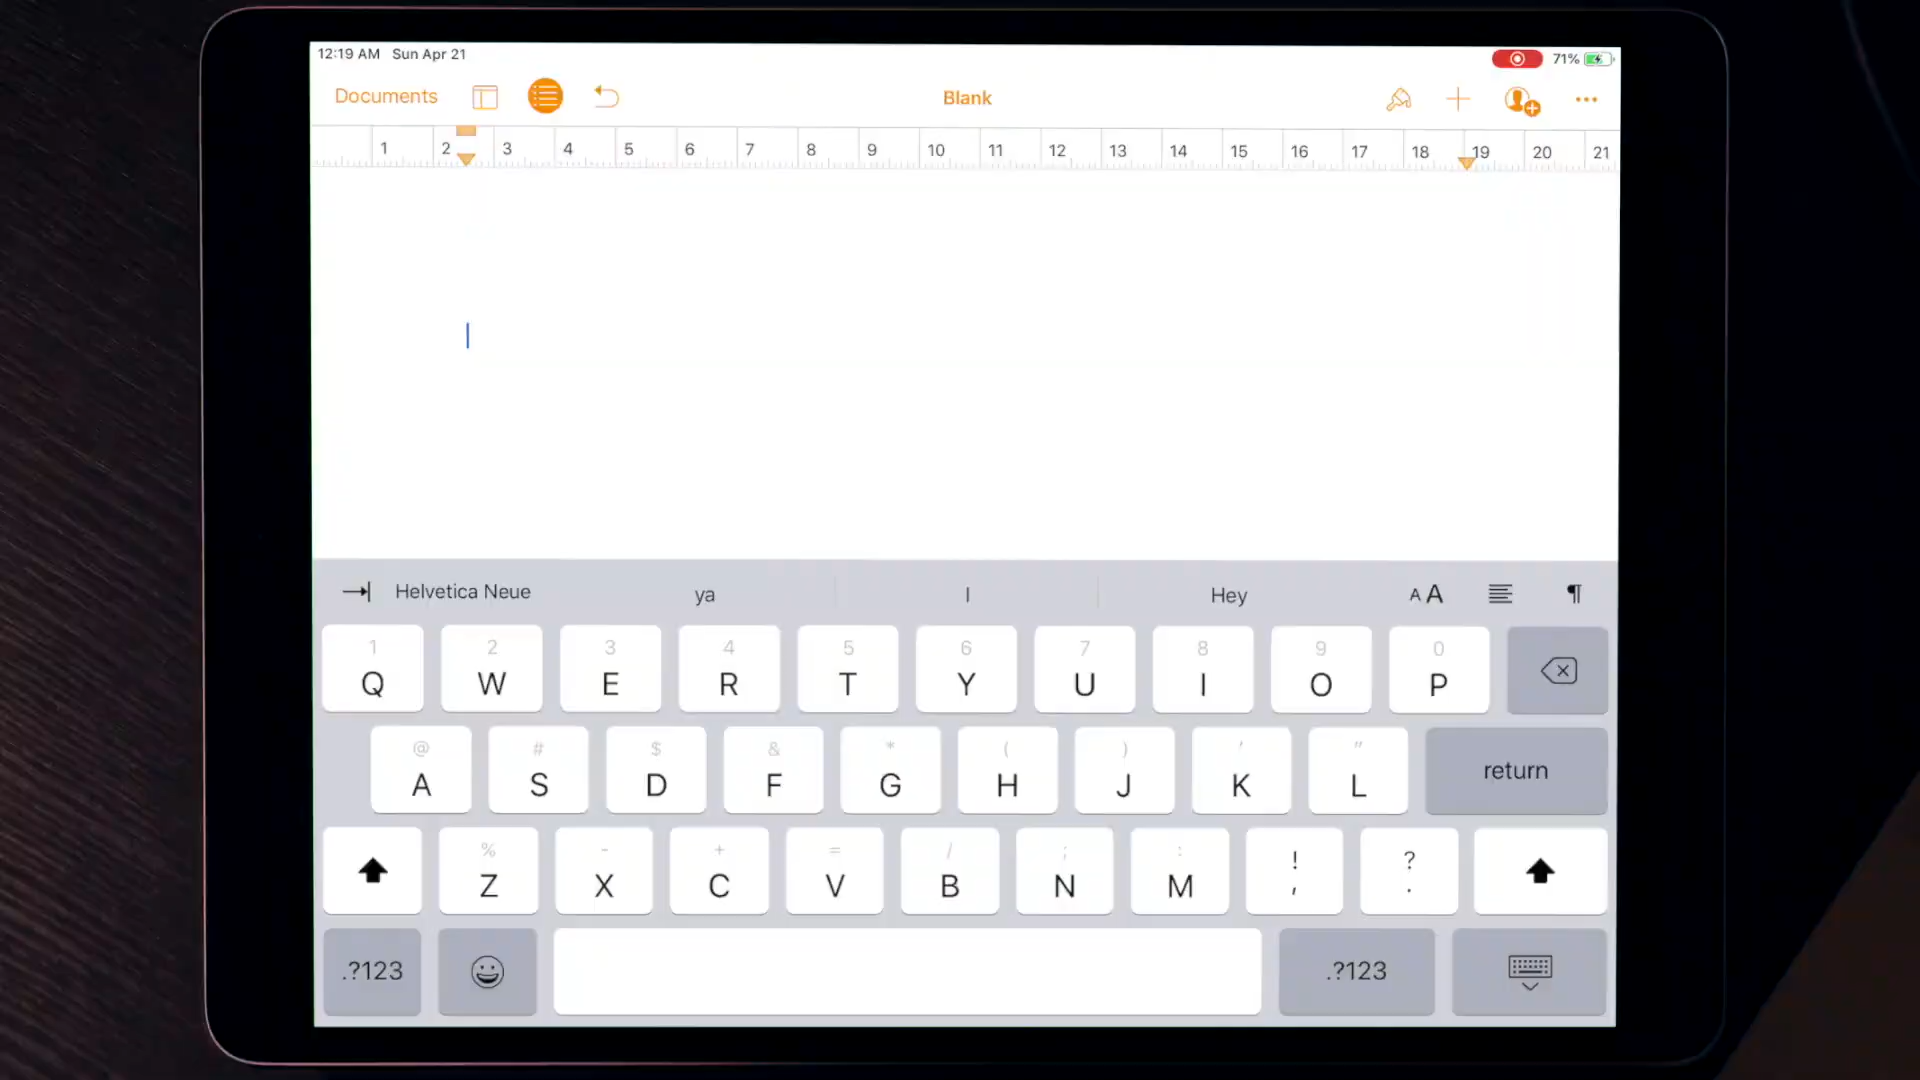 12:19 AM Sun Apr 21 71%
Documents Blank
1 2 3 4 5 6 7 8 9 10 11 12 13 14 15 16 17 18 19 20 21
Helvetica Neue ya I Hey A A ¶
1 2 3 4 5 6 7 8 9 0
Q W E R T Y U I O P
@ # $ & * ( ) ' "
A S D F G H J K L return
% - + = / ; : ! ?
Z X C V B N M , .
.?123 .?123